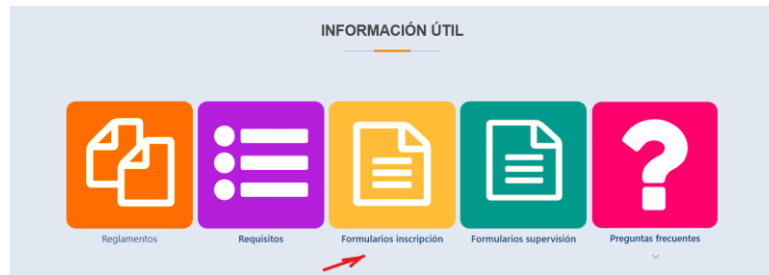 INFORMACIÓN ÚTIL
Reglamentos
Requisitos
Formularios inscripción
Formularios supervisión
Preguntas frecuentes